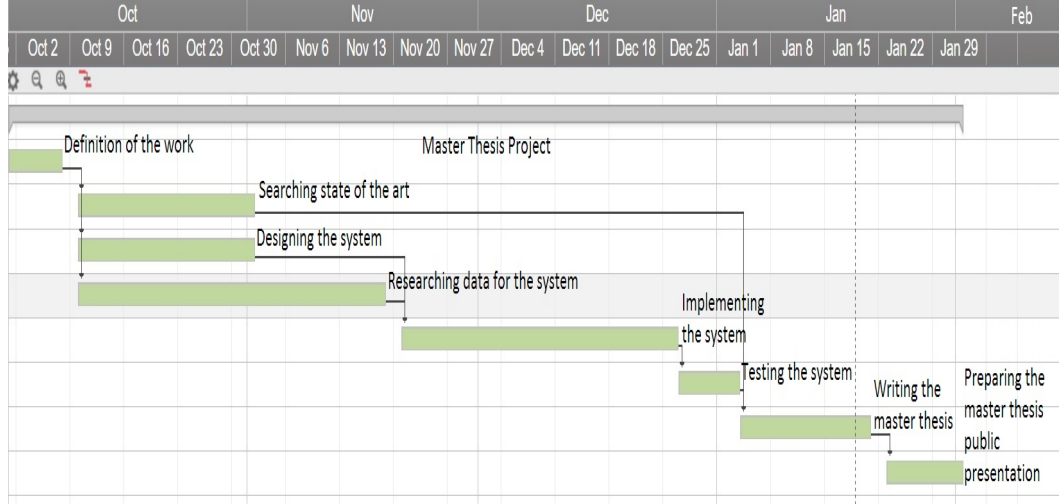 Oct Nov Dec Jan Feb
Oct 2 Oct 9 Oct 16 Oct 23 Oct 30 Nov 6 Nov 13 Nov 20 Nov 27 Dec 4 Dec 11 Dec 18 Dec 25 Jan 1 Jan 8 Jan 15 Jan 22 Jan 29
Definition of the work
Master Thesis Project
Searching state of the art
Designing the system
Researching data for the system
Implementing
the system
Testing the system
Writing the
master thesis
Preparing the
master thesis
public
presentation